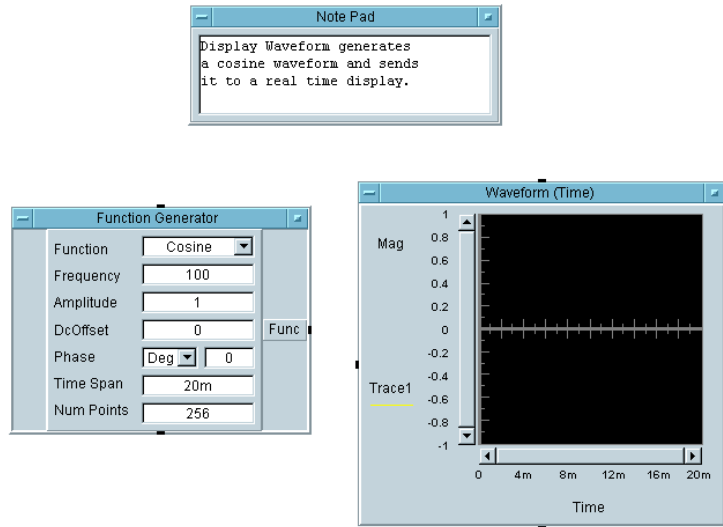 Note Pad
Display Waveform generates
a cosine waveform and sends
it to a real time display.
Function Generator
Function Cosine
Frequency 100
Amplitude 1
DcOffset 0
Func
Phase Deg 0
Time Span 20m
Num Points 256
Waveform (Time)
Mag
Trace1
1
0.8
0.6
0.4
0.2
0
-0.2
-0.4
-0.6
-0.8
-1
0 4m 8m 12m 16m 20m
Time